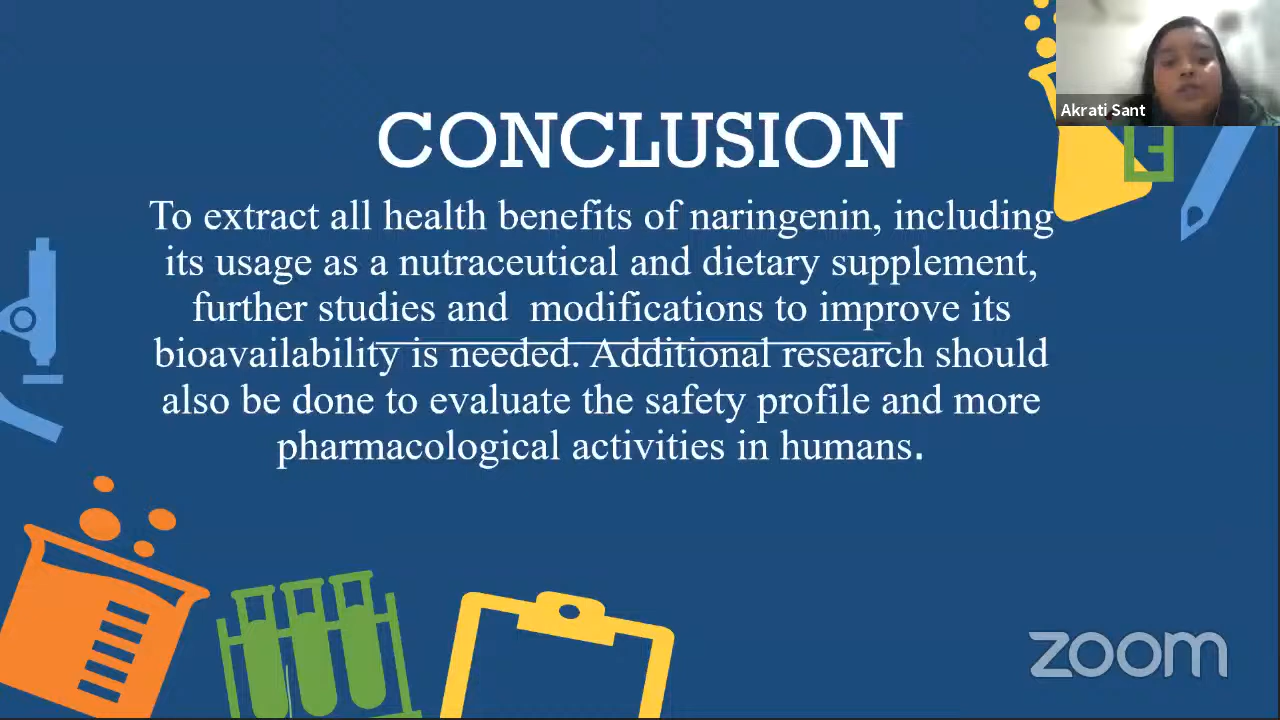 Akrati Sant
CONCLUSION
To extract all health benefits of naringenin, including
its usage as a nutraceutical and dietary supplement,
further studies and  modifications to improve its
bioavailability is needed. Additional research should
also be done to evaluate the safety profile and more
pharmacological activities in humans.
zoom